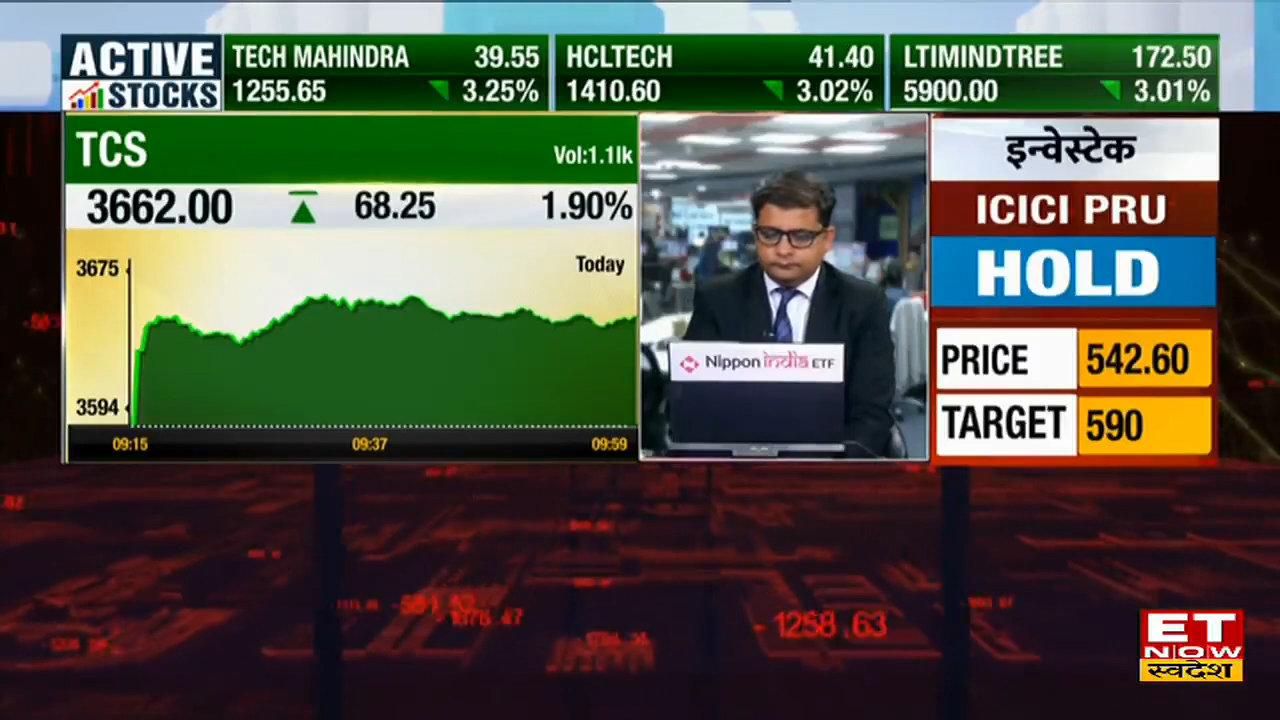 ACTIVE
STOCKS
TECH MAHINDRA 39.55
1255.65 3.25%
HCLTECH 41.40
1410.60 3.02%
LTIMINDTREE 172.50
5900.00 3.01%
TCS
Vol:1.1lk
3662.00 68.25 1.90%
3675
Today
3594
09:15 09:37 09:59
Nippon india ETF
इन्वेस्टेक
ICICI PRU
HOLD
PRICE 542.60
TARGET 590
- 1258.63
ET
NOW
स्वदेश